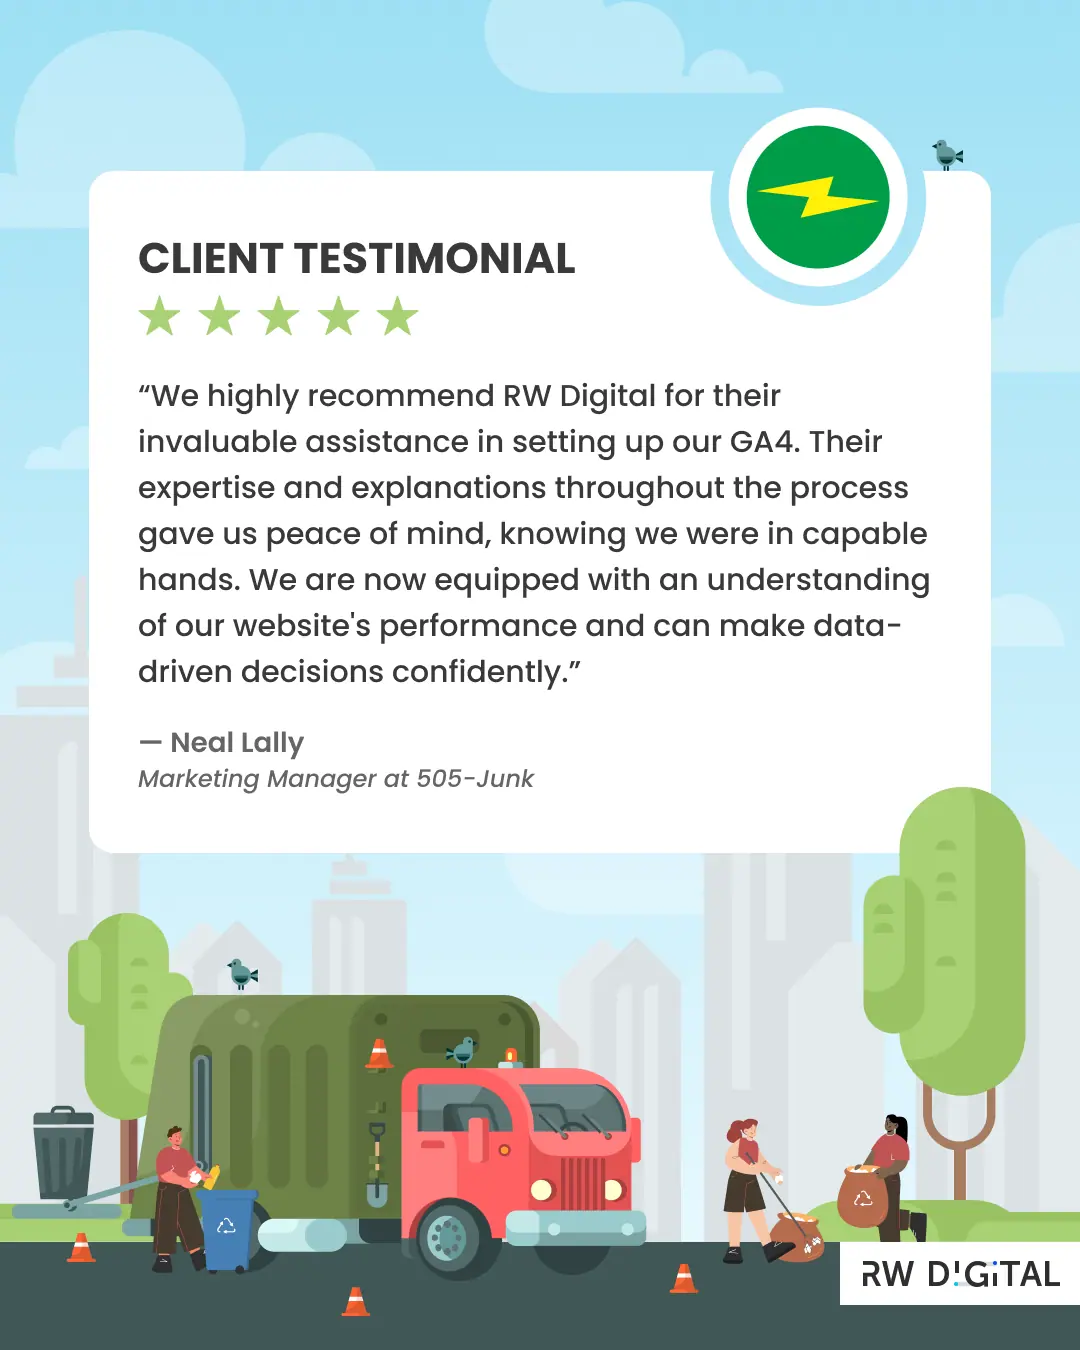 CLIENT TESTIMONIAL
“We highly recommend RW Digital for their
invaluable assistance in setting up our GA4. Their
expertise and explanations throughout the process
gave us peace of mind, knowing we were in capable
hands. We are now equipped with an understanding
of our website's performance and can make data-
driven decisions confidently.”
— Neal Lally
Marketing Manager at 505-Junk
RW DIGITAL